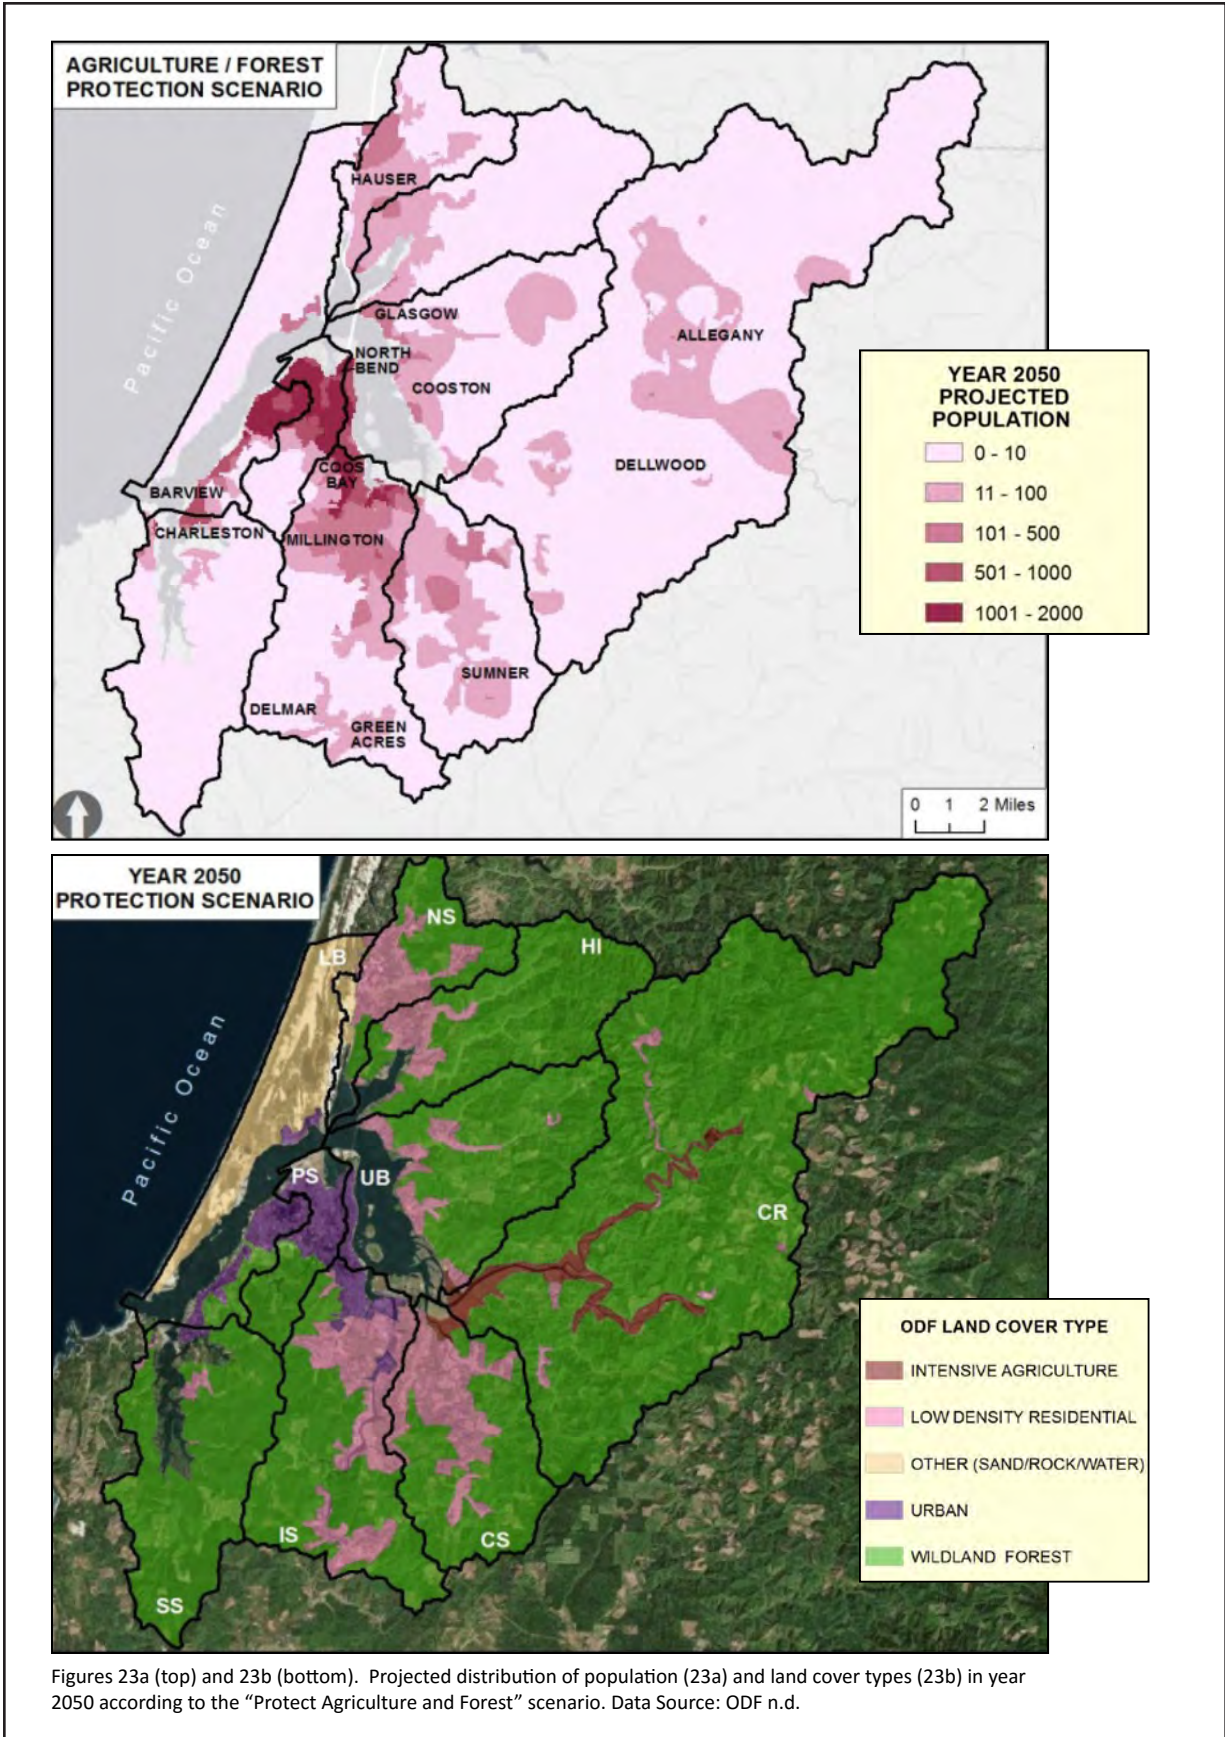 AGRICULTURE / FOREST
PROTECTION SCENARIO
HAUSER
Pacific Ocean
GLASGOW
NORTH
BEND
COOSTON
ALLEGANY
DELLWOOD
COOS
BAY
BARVIEW
CHARLESTON
MILLINGTON
SUMNER
DELMAR
GREEN
ACRES
YEAR 2050
PROJECTED
POPULATION
0 - 10
11 - 100
101 - 500
501 - 1000
1001 - 2000
0 1 2 Miles
YEAR 2050
PROTECTION SCENARIO
NS
HI
LB
Pacific Ocean
PS
UB
CR
IS
CS
SS
ODF LAND COVER TYPE
INTENSIVE AGRICULTURE
LOW DENSITY RESIDENTIAL
OTHER (SAND/ROCK/WATER)
URBAN
WILDLAND FOREST
Figures 23a (top) and 23b (bottom). Projected distribution of population (23a) and land cover types (23b) in year
2050 according to the “Protect Agriculture and Forest” scenario. Data Source: ODF n.d.